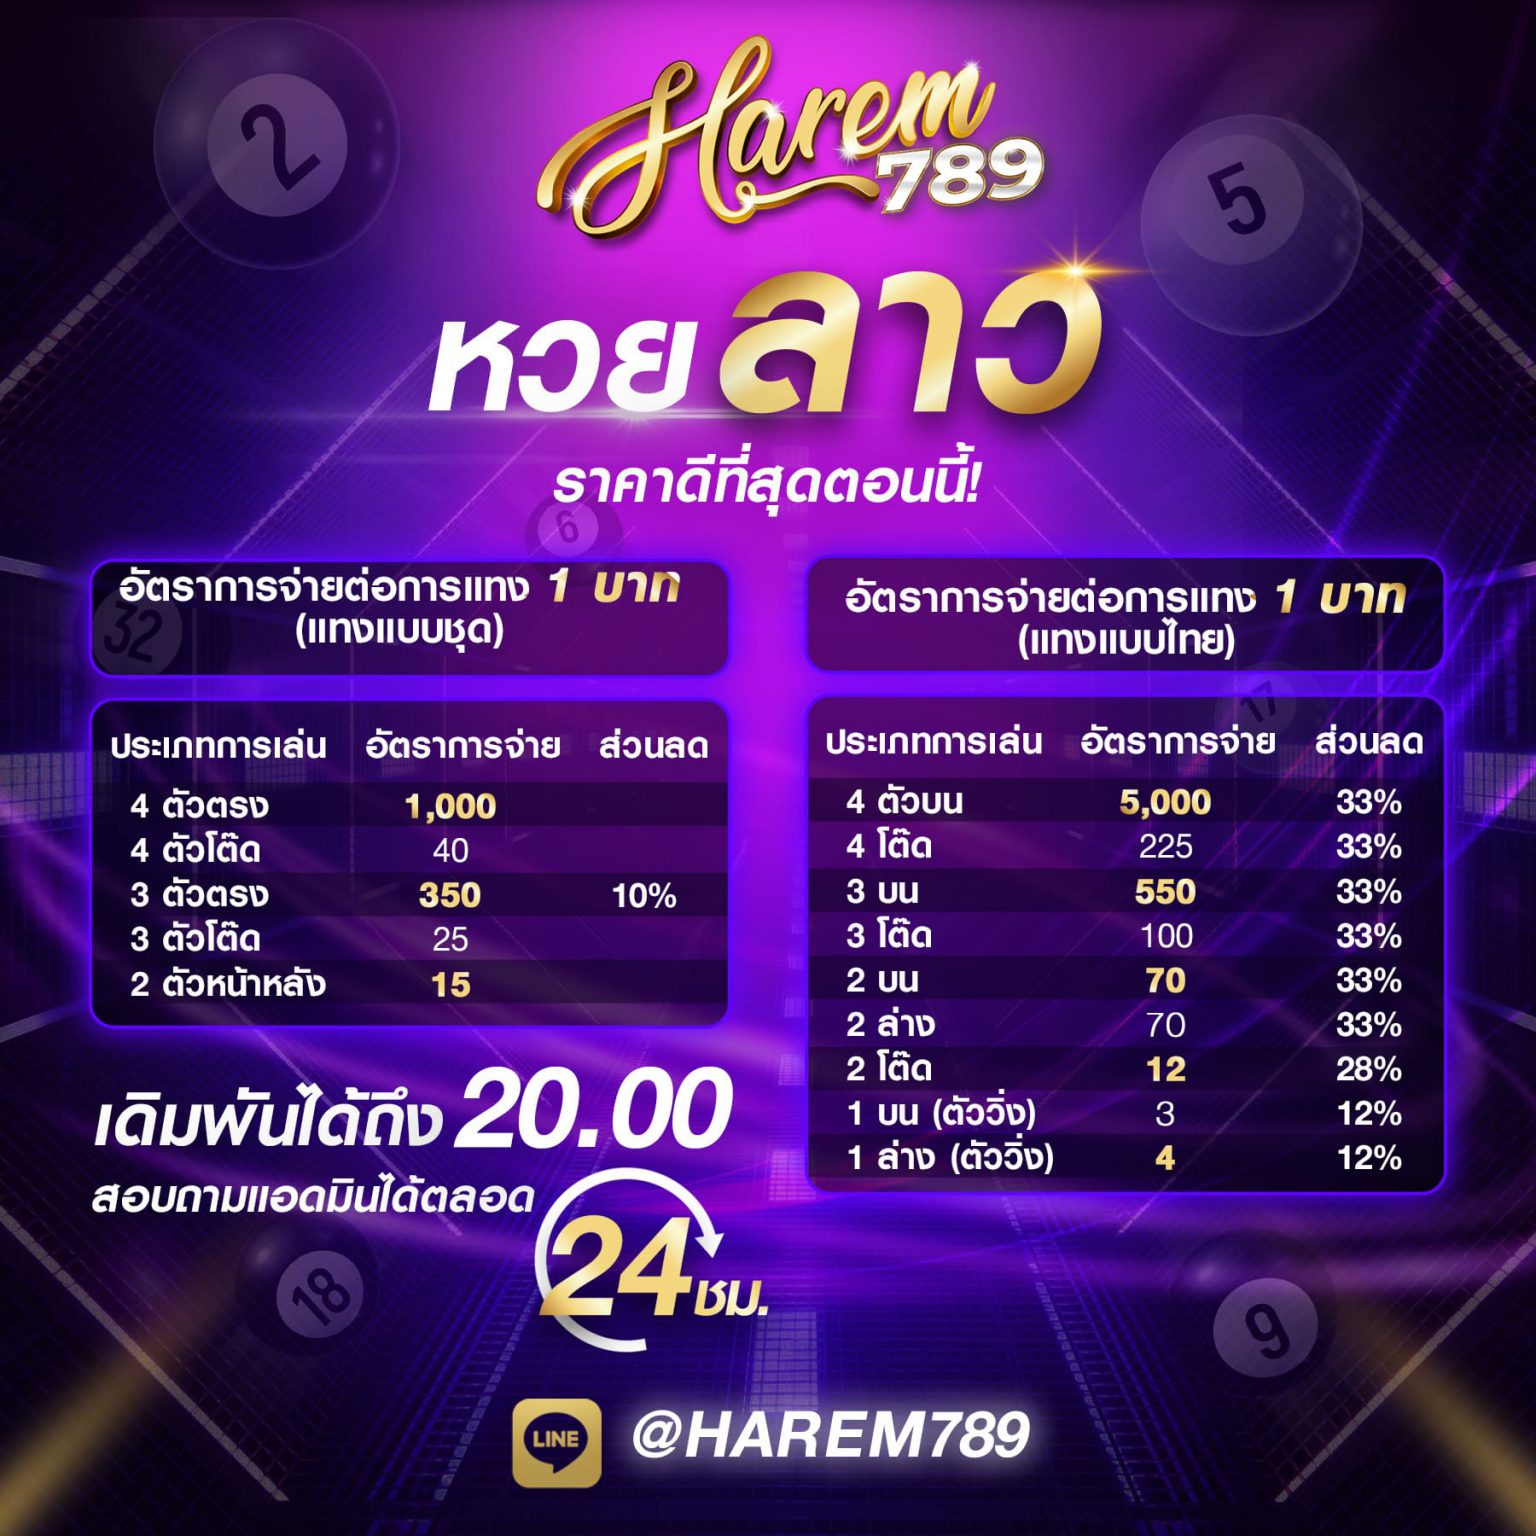 Harem
789
หวย ลาว
ราคาดีที่สุดตอนนี้!
อัตราการจ่ายต่อการแทง 1 บาท
(แทงแบบชุด)
ประเภทการเล่น อัตราการจ่าย ส่วนลด
4 ตัวตรง 1,000
4 ตัวโต๊ด 40
3 ตัวตรง 350 10%
3 ตัวโต๊ด 25
2 ตัวหน้าหลัง 15
อัตราการจ่ายต่อการแทง 1 บาท
(แทงแบบไทย)
ประเภทการเล่น อัตราการจ่าย ส่วนลด
4 ตัวบน 5,000 33%
4 โต๊ด 225 33%
3 บน 550 33%
3 โต๊ด 100 33%
2 บน 70 33%
2 ล่าง 70 33%
2 โต๊ด 12 28%
1 บน (ตัววิ่ง) 3 12%
1 ล่าง (ตัววิ่ง) 4 12%
เดิมพันได้ถึง 20.00
สอบถามแอดมินได้ตลอด
24 ชม.
LINE @HAREM789
2
5
6
32
17
18
9